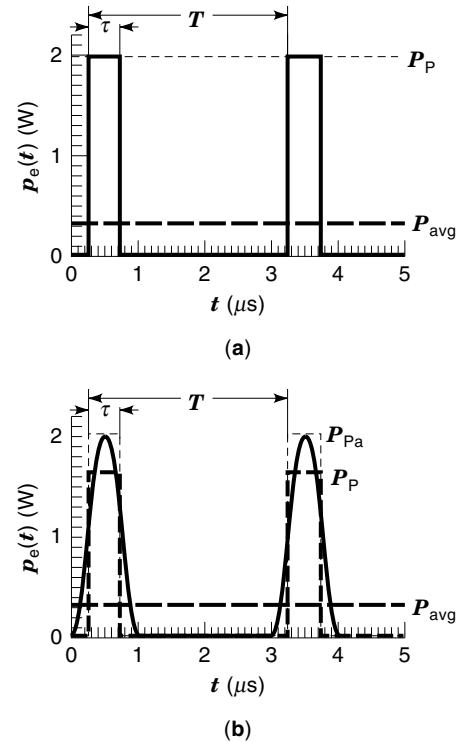 τ T
2 P_P
p_e(t) (W)
1
P_avg
0
0 1 2 3 4 5
t (μs)
(a)
τ T
2 P_Pa
P_P
p_e(t) (W)
1
P_avg
0
0 1 2 3 4 5
t (μs)
(b)